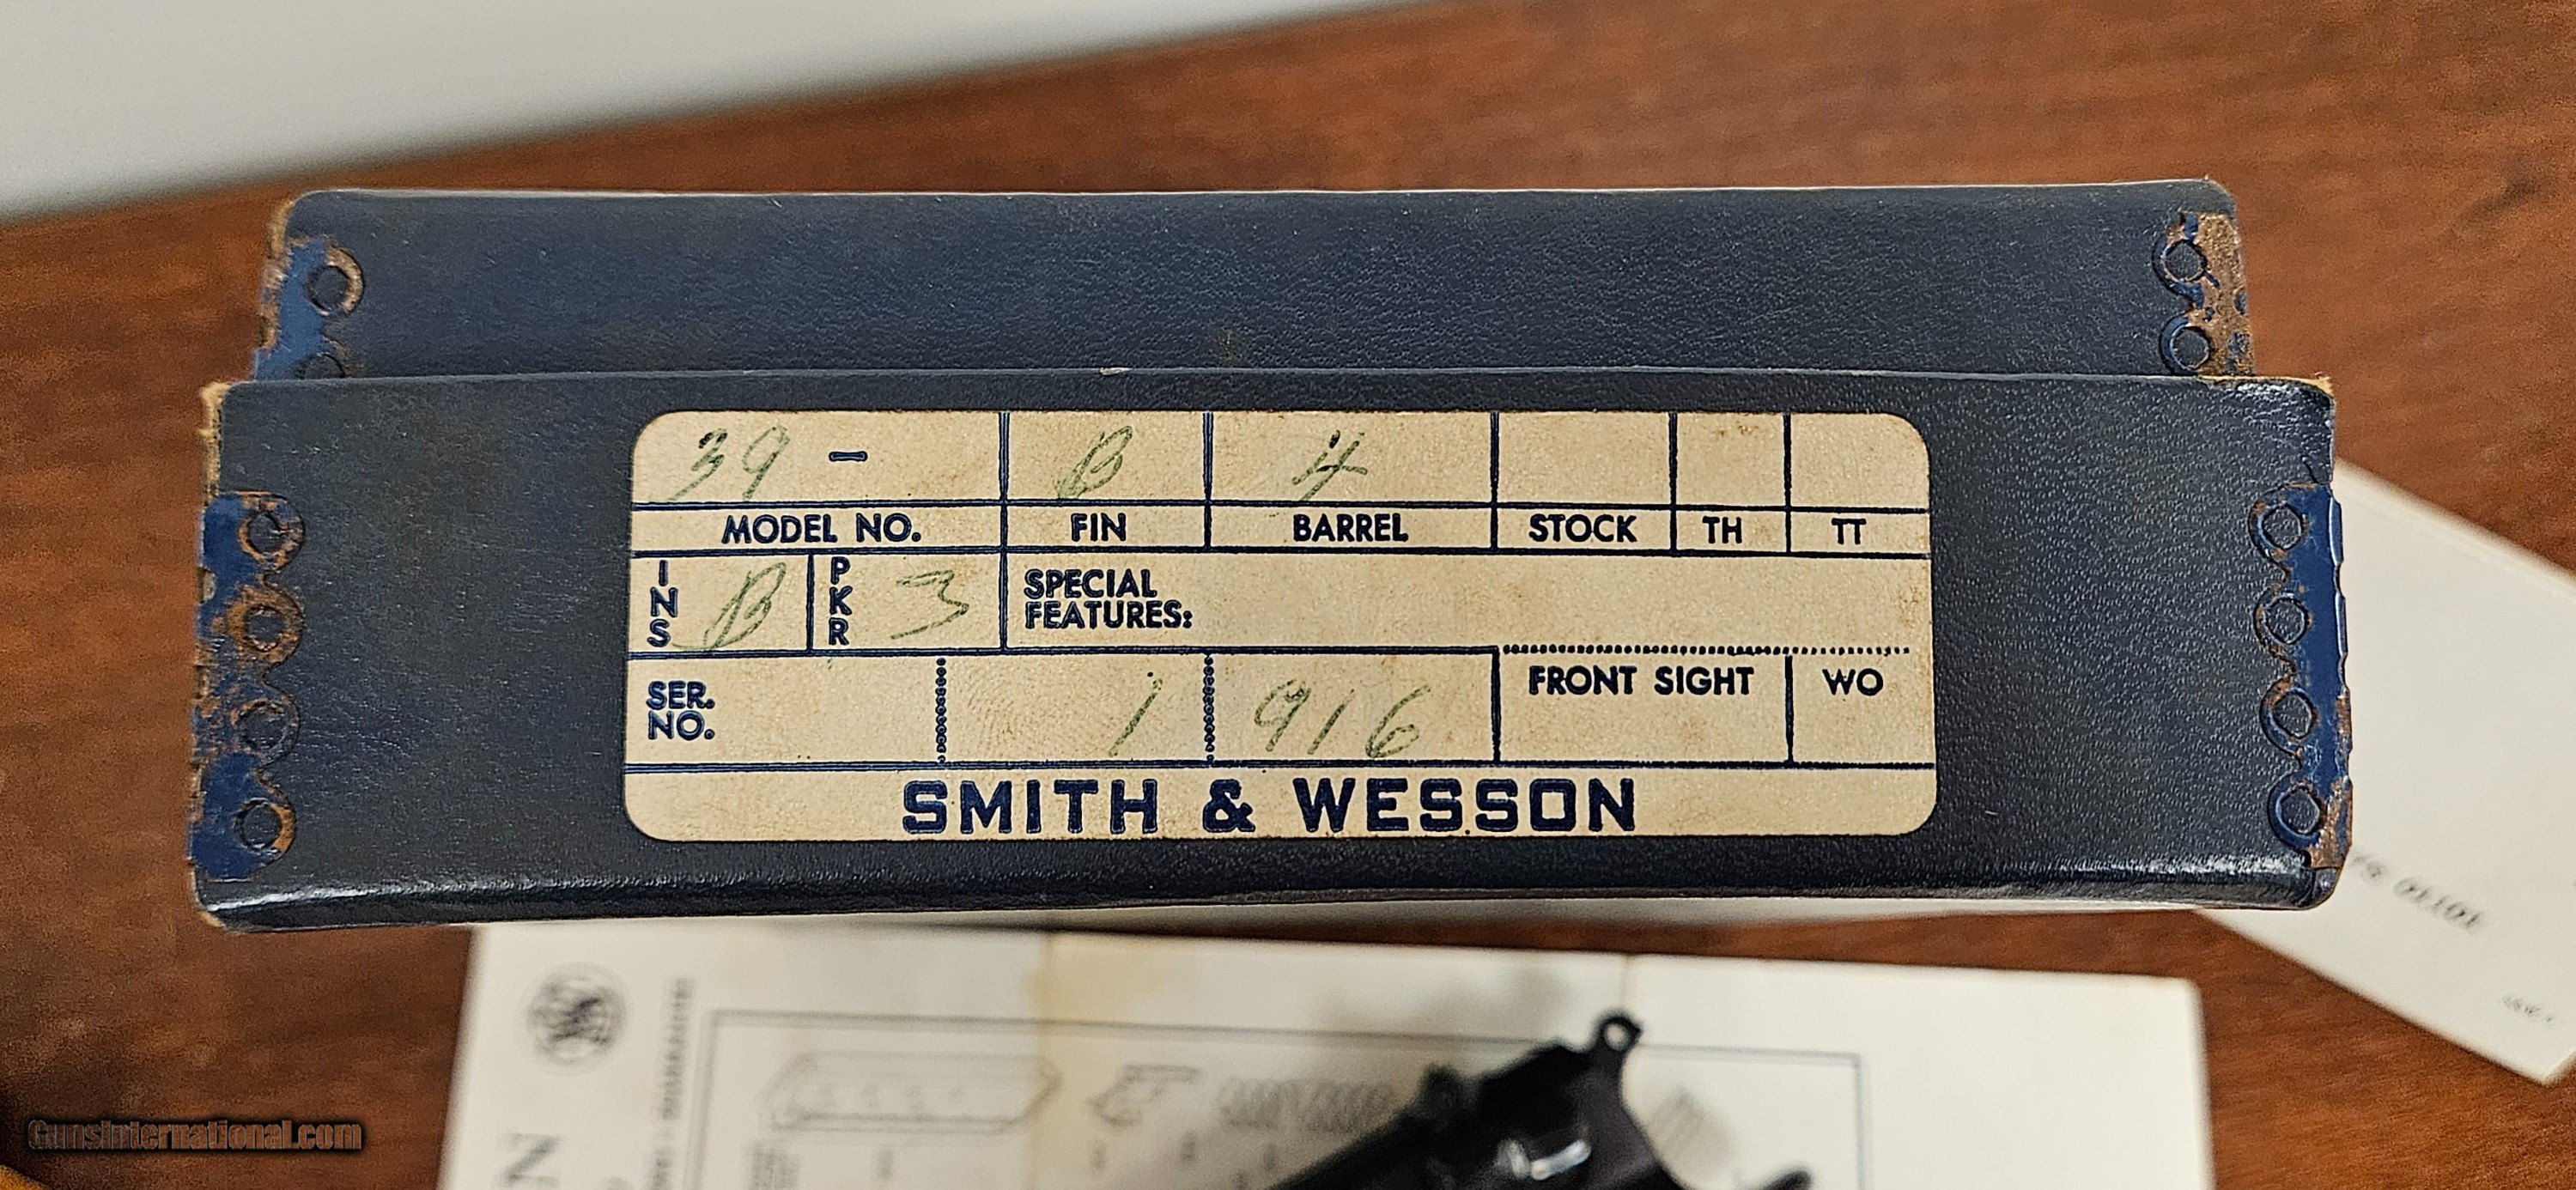 39 - B 4
MODEL NO. FIN BARREL STOCK TH TT
INS B PKR 3 SPECIAL
FEATURES:
SER.
NO. 1 916 FRONT SIGHT WO
SMITH & WESSON
GunsInternational.com